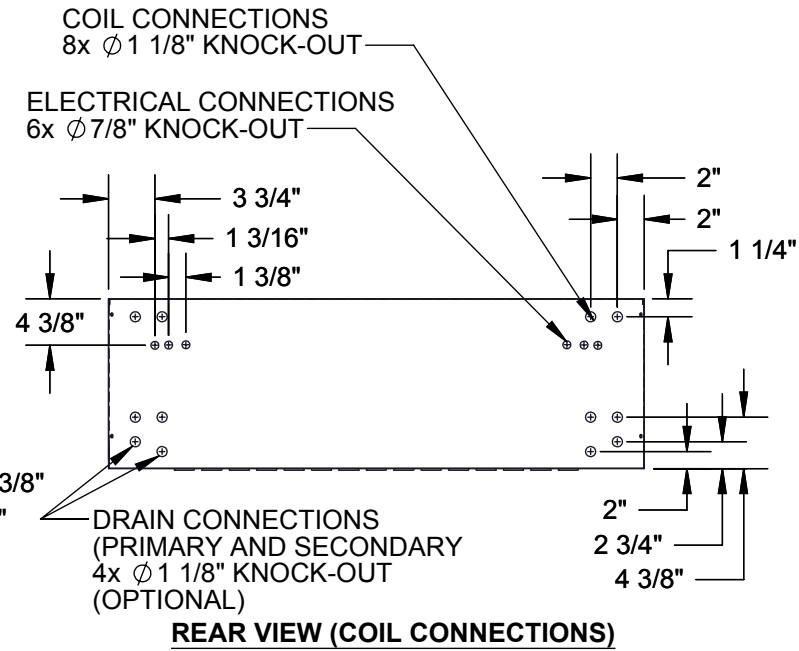 COIL CONNECTIONS
8x ∅1 1/8" KNOCK-OUT
ELECTRICAL CONNECTIONS
6x ∅7/8" KNOCK-OUT
3 3/4"
1 3/16"
1 3/8"
2"
2"
1 1/4"
4 3/8"
3/8"
"
DRAIN CONNECTIONS
(PRIMARY AND SECONDARY
4x ∅1 1/8" KNOCK-OUT
(OPTIONAL)
2"
2 3/4"
4 3/8"
REAR VIEW (COIL CONNECTIONS)